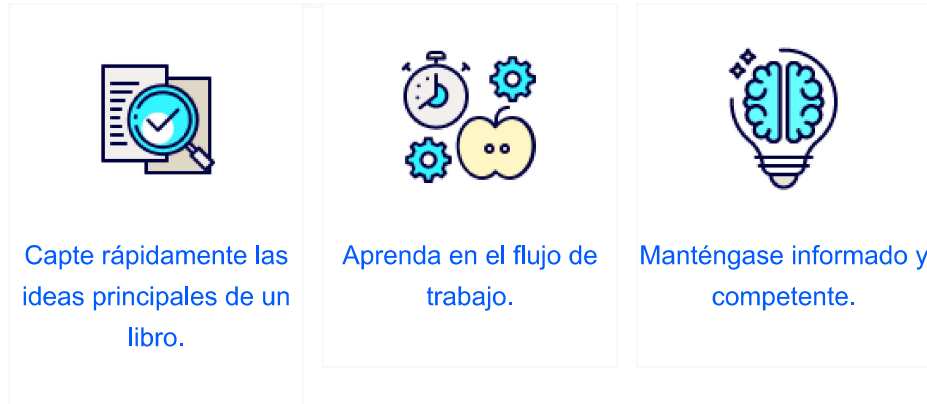 Capte rápidamente las
ideas principales de un
libro.
Aprenda en el flujo de
trabajo.
Manténgase informado y
competente.